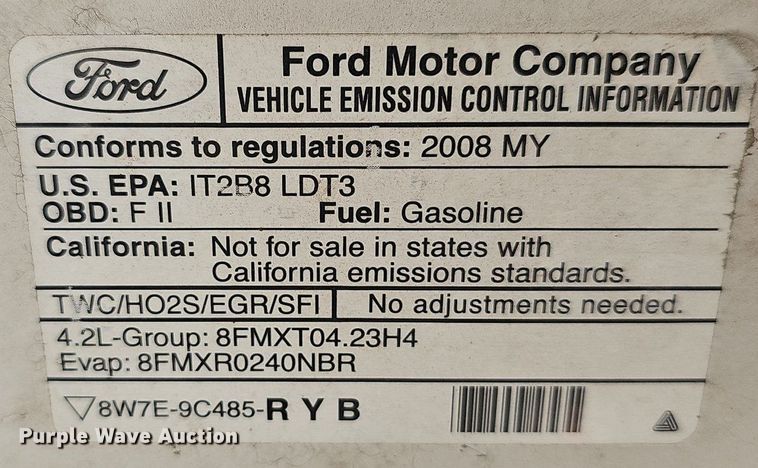 Ford
Ford Motor Company
VEHICLE EMISSION CONTROL INFORMATION
Conforms to regulations: 2008 MY
U.S. EPA: IT2B8 LDT3
OBD: F II Fuel: Gasoline
California: Not for sale in states with
California emissions standards.
TWC/HO2S/EGR/SFI No adjustments needed.
4.2L-Group: 8FMXT04.23H4
Evap: 8FMXR0240NBR
▽8W7E-9C485-R Y B
Purple Wave Auction